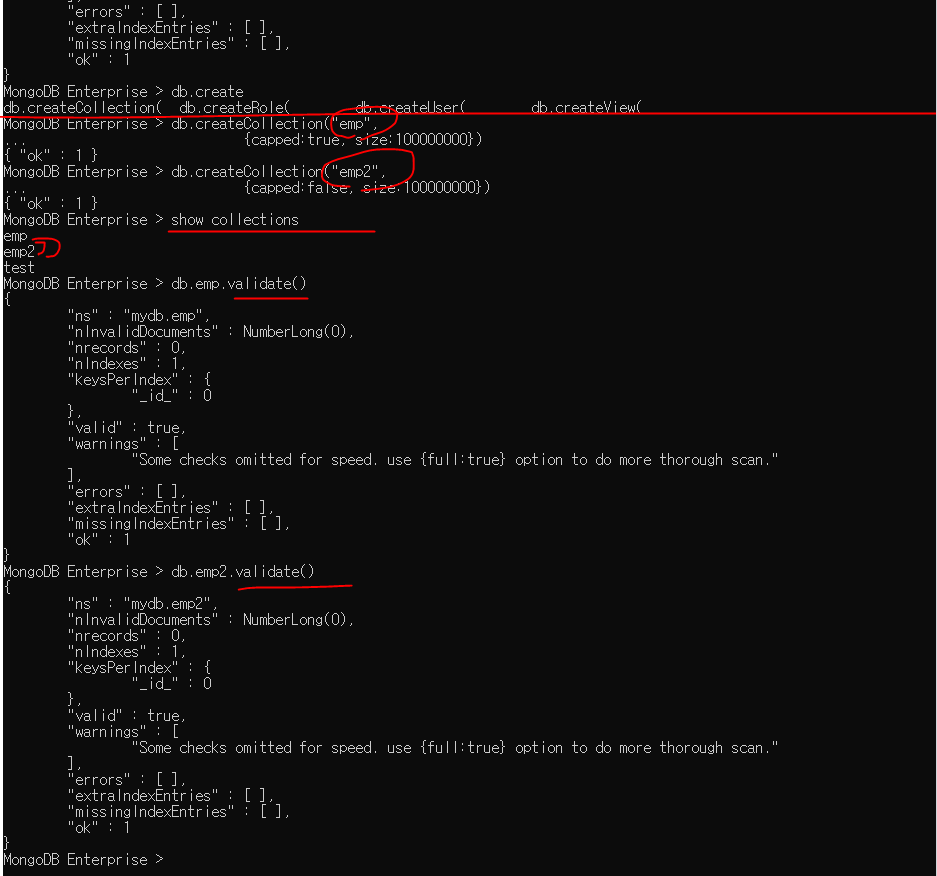 "errors" : [ ],
"extraIndexEntries" : [ ],
"missingIndexEntries" : [ ],
"ok" : 1
}
MongoDB Enterprise > db.create
db.createCollection(  db.createRole(        db.createUser(        db.createView(
MongoDB Enterprise > db.createCollection("emp",
...                              {capped:true, size:100000000})
{ "ok" : 1 }
MongoDB Enterprise > db.createCollection("emp2",
...                              {capped:false, size:100000000})
{ "ok" : 1 }
MongoDB Enterprise > show collections
emp
emp2
test
MongoDB Enterprise > db.emp.validate()
{
"ns" : "mydb.emp",
"nInvalidDocuments" : NumberLong(0),
"nrecords" : 0,
"nIndexes" : 1,
"keysPerIndex" : {
"_id_" : 0
},
"valid" : true,
"warnings" : [
"Some checks omitted for speed. use {full:true} option to do more thorough scan."
],
"errors" : [ ],
"extraIndexEntries" : [ ],
"missingIndexEntries" : [ ],
"ok" : 1
}
MongoDB Enterprise > db.emp2.validate()
{
"ns" : "mydb.emp2",
"nInvalidDocuments" : NumberLong(0),
"nrecords" : 0,
"nIndexes" : 1,
"keysPerIndex" : {
"_id_" : 0
},
"valid" : true,
"warnings" : [
"Some checks omitted for speed. use {full:true} option to do more thorough scan."
],
"errors" : [ ],
"extraIndexEntries" : [ ],
"missingIndexEntries" : [ ],
"ok" : 1
}
MongoDB Enterprise >